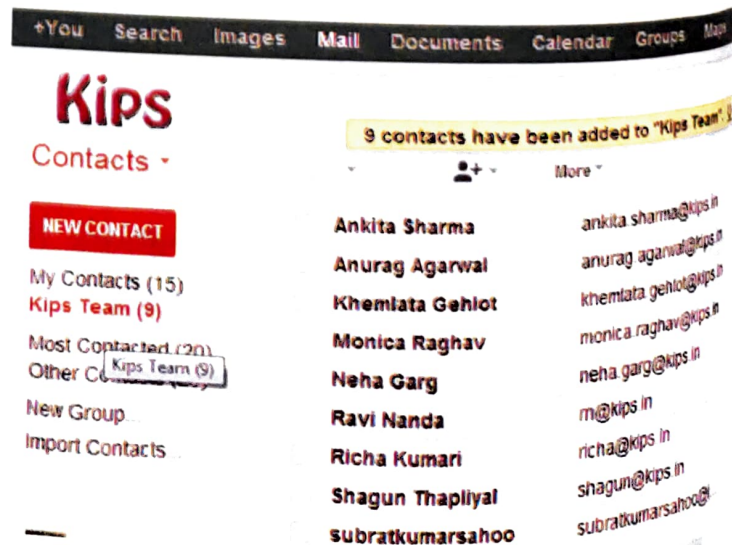 +You Search Images Mail Documents Calendar Groups Maps
Kips
9 contacts have been added to "Kips Team".
Contacts
More
NEW CONTACT
My Contacts (15)
Kips Team (9)
Most Contacted (20)
Other
Kips Team (9)
New Group...
Import Contacts...
Ankita Sharma ankita.sharma@kips.in
Anurag Agarwal anurag.agarwal@kips.in
Khemlata Gehlot khemlata.gehlot@kips.in
Monica Raghav monica.raghav@kips.in
Neha Garg neha.garg@kips.in
Ravi Nanda rn@kips.in
Richa Kumari richa@kips.in
Shagun Thapliyal shagun@kips.in
subratkumarsahoo subratkumarsahoo@